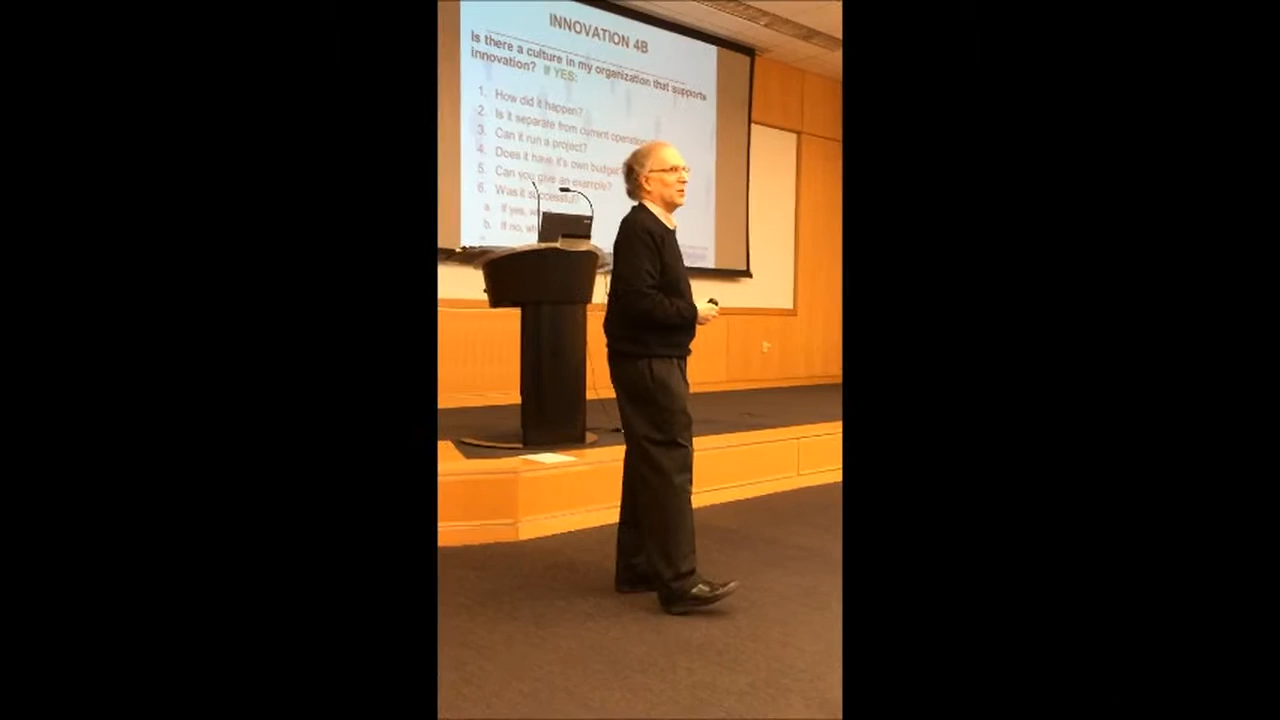 INNOVATION 4B
Is there a culture in my organization that supports
innovation? If YES:
1. How did it happen?
2. Is it separate from current operation
3. Can it run a project?
4. Does it have it's own budget
5. Can you give an example?
6. Was it successful?
a. If yes,
b. If no,